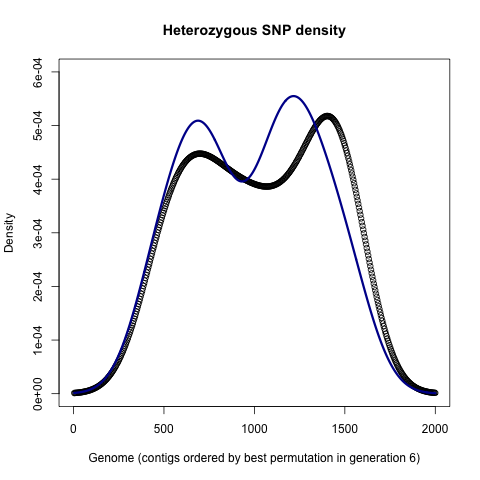 Heterozygous SNP density
Density
6e-04
5e-04
4e-04
3e-04
2e-04
1e-04
0e+00
0 500 1000 1500 2000
Genome (contigs ordered by best permutation in generation 6)